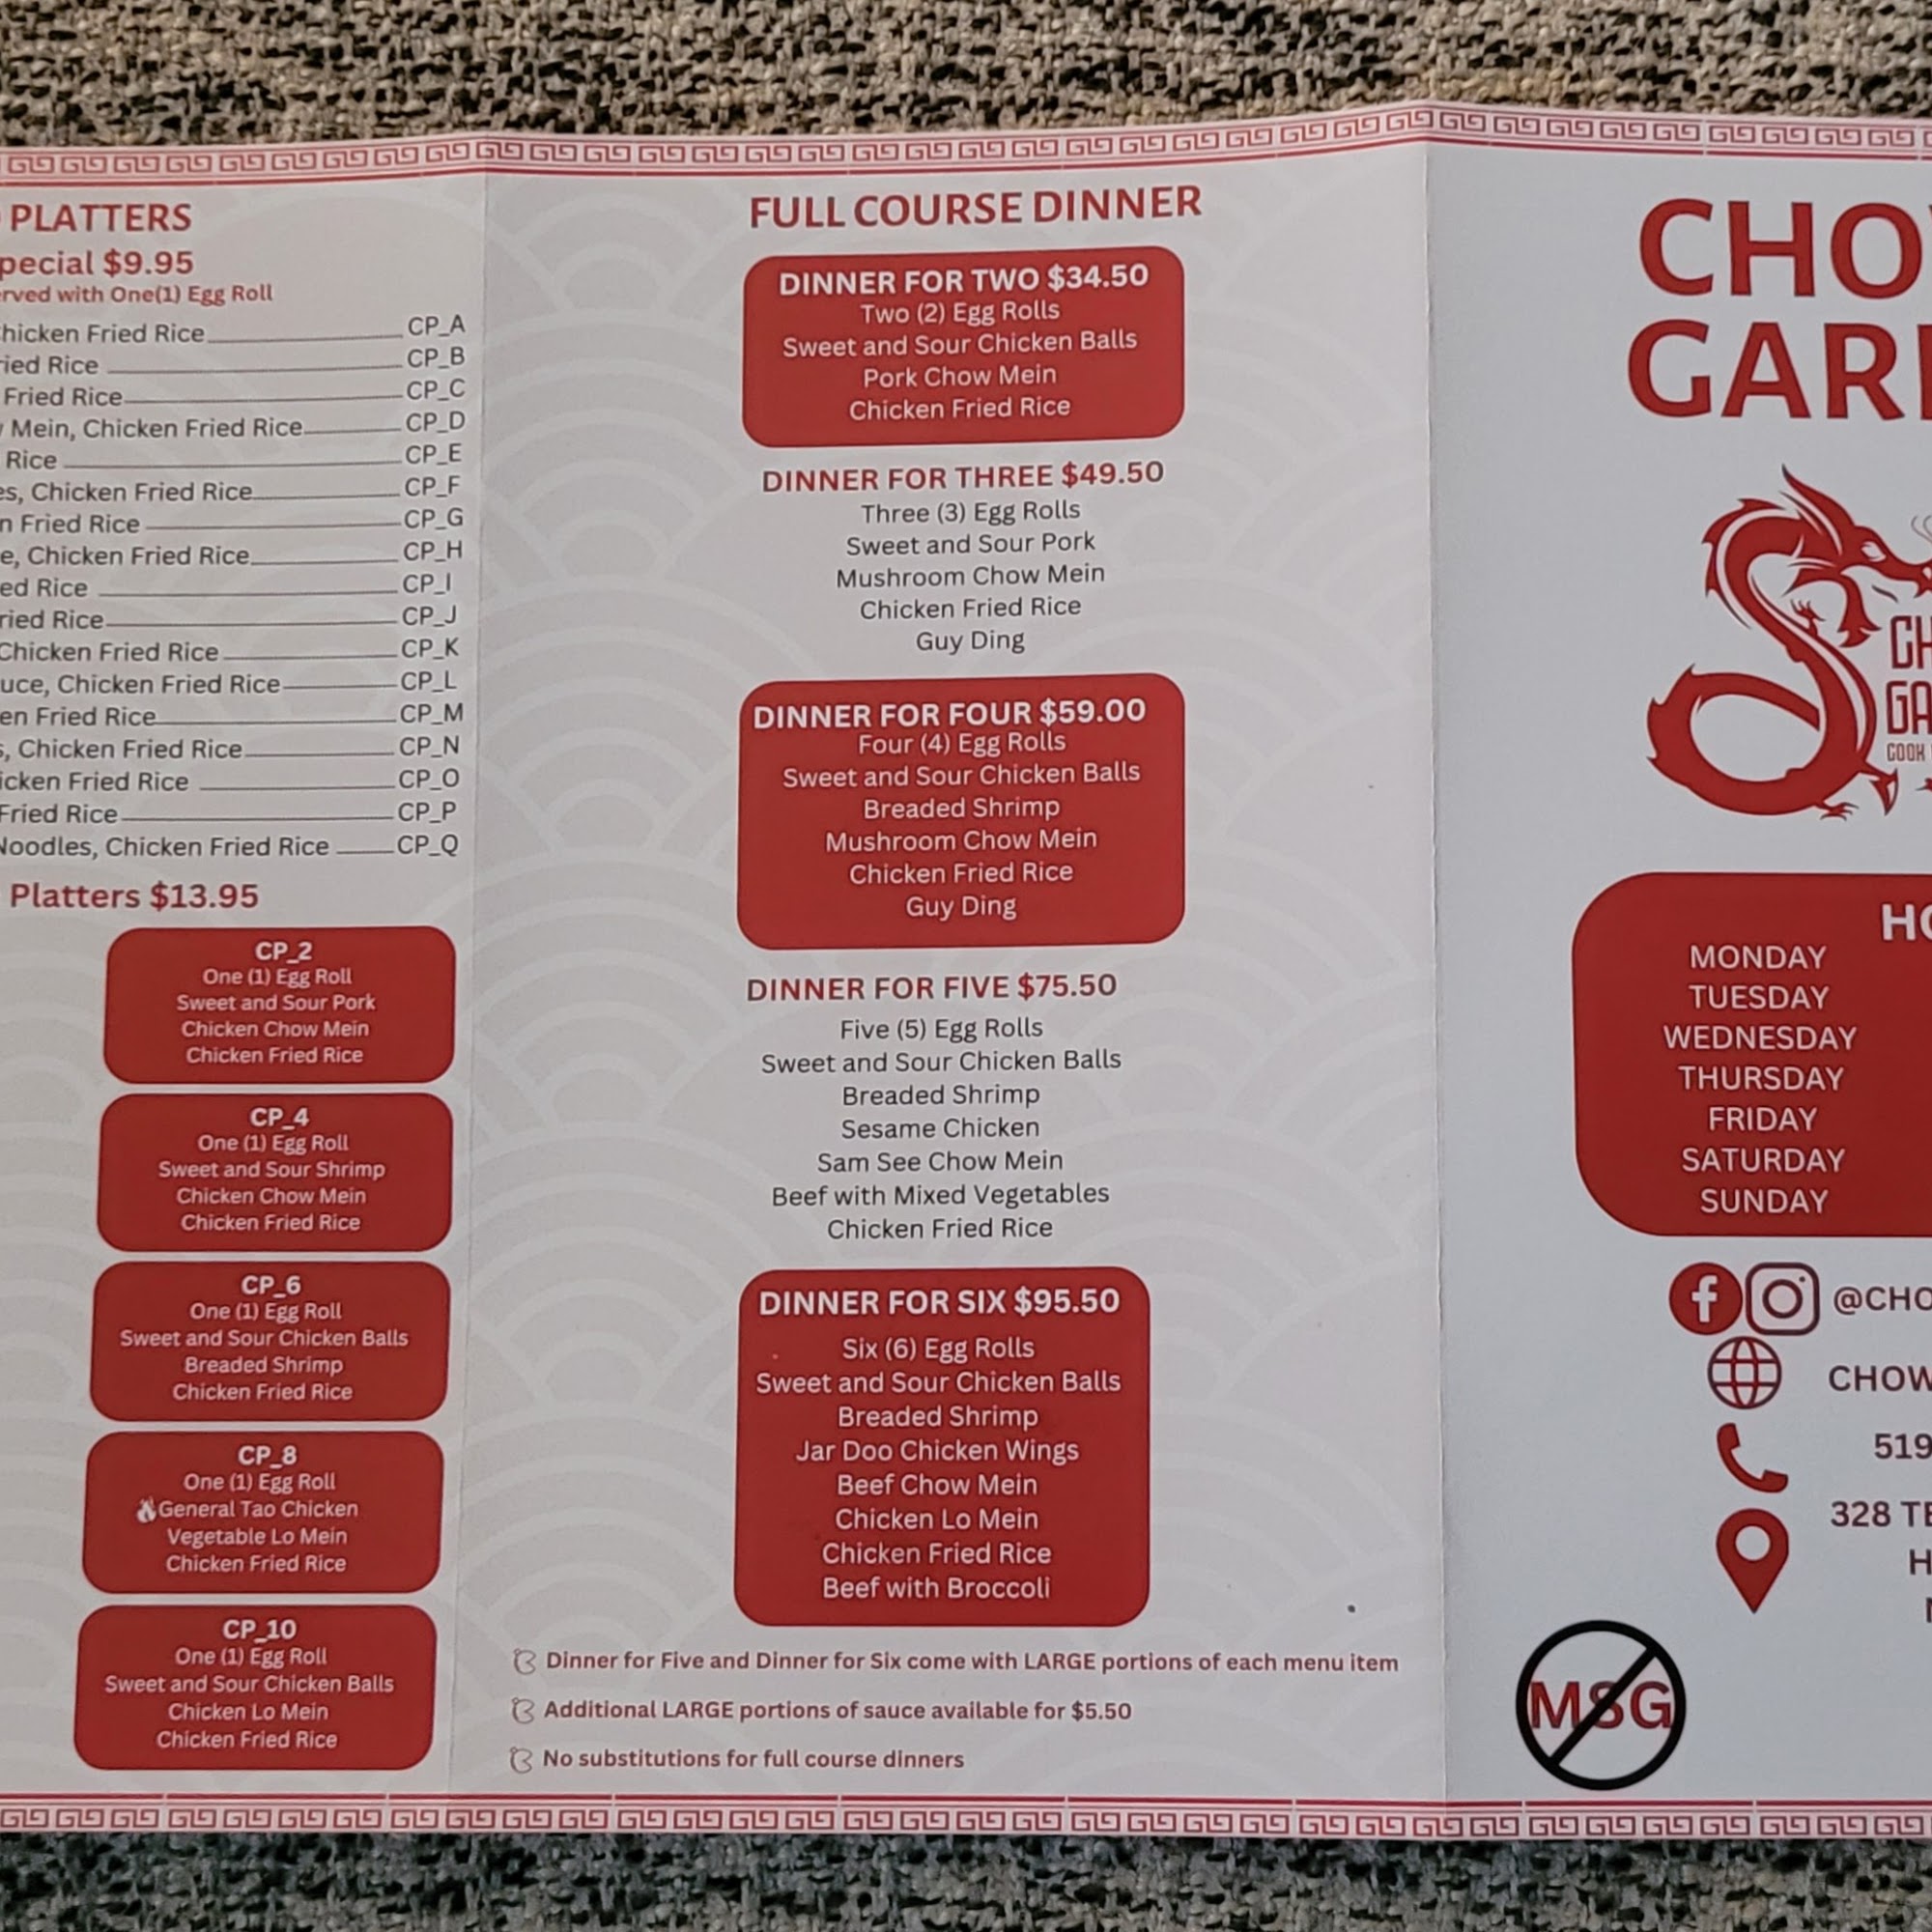 PLATTERS
pecial $9.95
rved with One(1) Egg Roll
hicken Fried Rice CP_A
ied Rice CP_B
Fried Rice CP_C
Mein, Chicken Fried Rice CP_D
Rice CP_E
es, Chicken Fried Rice CP_F
n Fried Rice CP_G
e, Chicken Fried Rice CP_H
ed Rice CP_I
ried Rice CP_J
Chicken Fried Rice CP_K
uce, Chicken Fried Rice CP_L
en Fried Rice CP_M
s, Chicken Fried Rice CP_N
icken Fried Rice CP_O
Fried Rice CP_P
Noodles, Chicken Fried Rice CP_Q
Platters $13.95
CP_2
One (1) Egg Roll
Sweet and Sour Pork
Chicken Chow Mein
Chicken Fried Rice
CP_4
One (1) Egg Roll
Sweet and Sour Shrimp
Chicken Chow Mein
Chicken Fried Rice
CP_6
One (1) Egg Roll
Sweet and Sour Chicken Balls
Breaded Shrimp
Chicken Fried Rice
CP_8
One (1) Egg Roll
General Tao Chicken
Vegetable Lo Mein
Chicken Fried Rice
CP_10
One (1) Egg Roll
Sweet and Sour Chicken Balls
Chicken Lo Mein
Chicken Fried Rice
FULL COURSE DINNER
DINNER FOR TWO $34.50
Two (2) Egg Rolls
Sweet and Sour Chicken Balls
Pork Chow Mein
Chicken Fried Rice
DINNER FOR THREE $49.50
Three (3) Egg Rolls
Sweet and Sour Pork
Mushroom Chow Mein
Chicken Fried Rice
Guy Ding
DINNER FOR FOUR $59.00
Four (4) Egg Rolls
Sweet and Sour Chicken Balls
Breaded Shrimp
Mushroom Chow Mein
Chicken Fried Rice
Guy Ding
DINNER FOR FIVE $75.50
Five (5) Egg Rolls
Sweet and Sour Chicken Balls
Breaded Shrimp
Sesame Chicken
Sam See Chow Mein
Beef with Mixed Vegetables
Chicken Fried Rice
DINNER FOR SIX $95.50
Six (6) Egg Rolls
Sweet and Sour Chicken Balls
Breaded Shrimp
Jar Doo Chicken Wings
Beef Chow Mein
Chicken Lo Mein
Chicken Fried Rice
Beef with Broccoli
Dinner for Five and Dinner for Six come with LARGE portions of each menu item
Additional LARGE portions of sauce available for $5.50
No substitutions for full course dinners
CHO
GAR
CH
GA
COOK
HO
MONDAY
TUESDAY
WEDNESDAY
THURSDAY
FRIDAY
SATURDAY
SUNDAY
@CHO
CHOW
519
328 TE
H
MSG